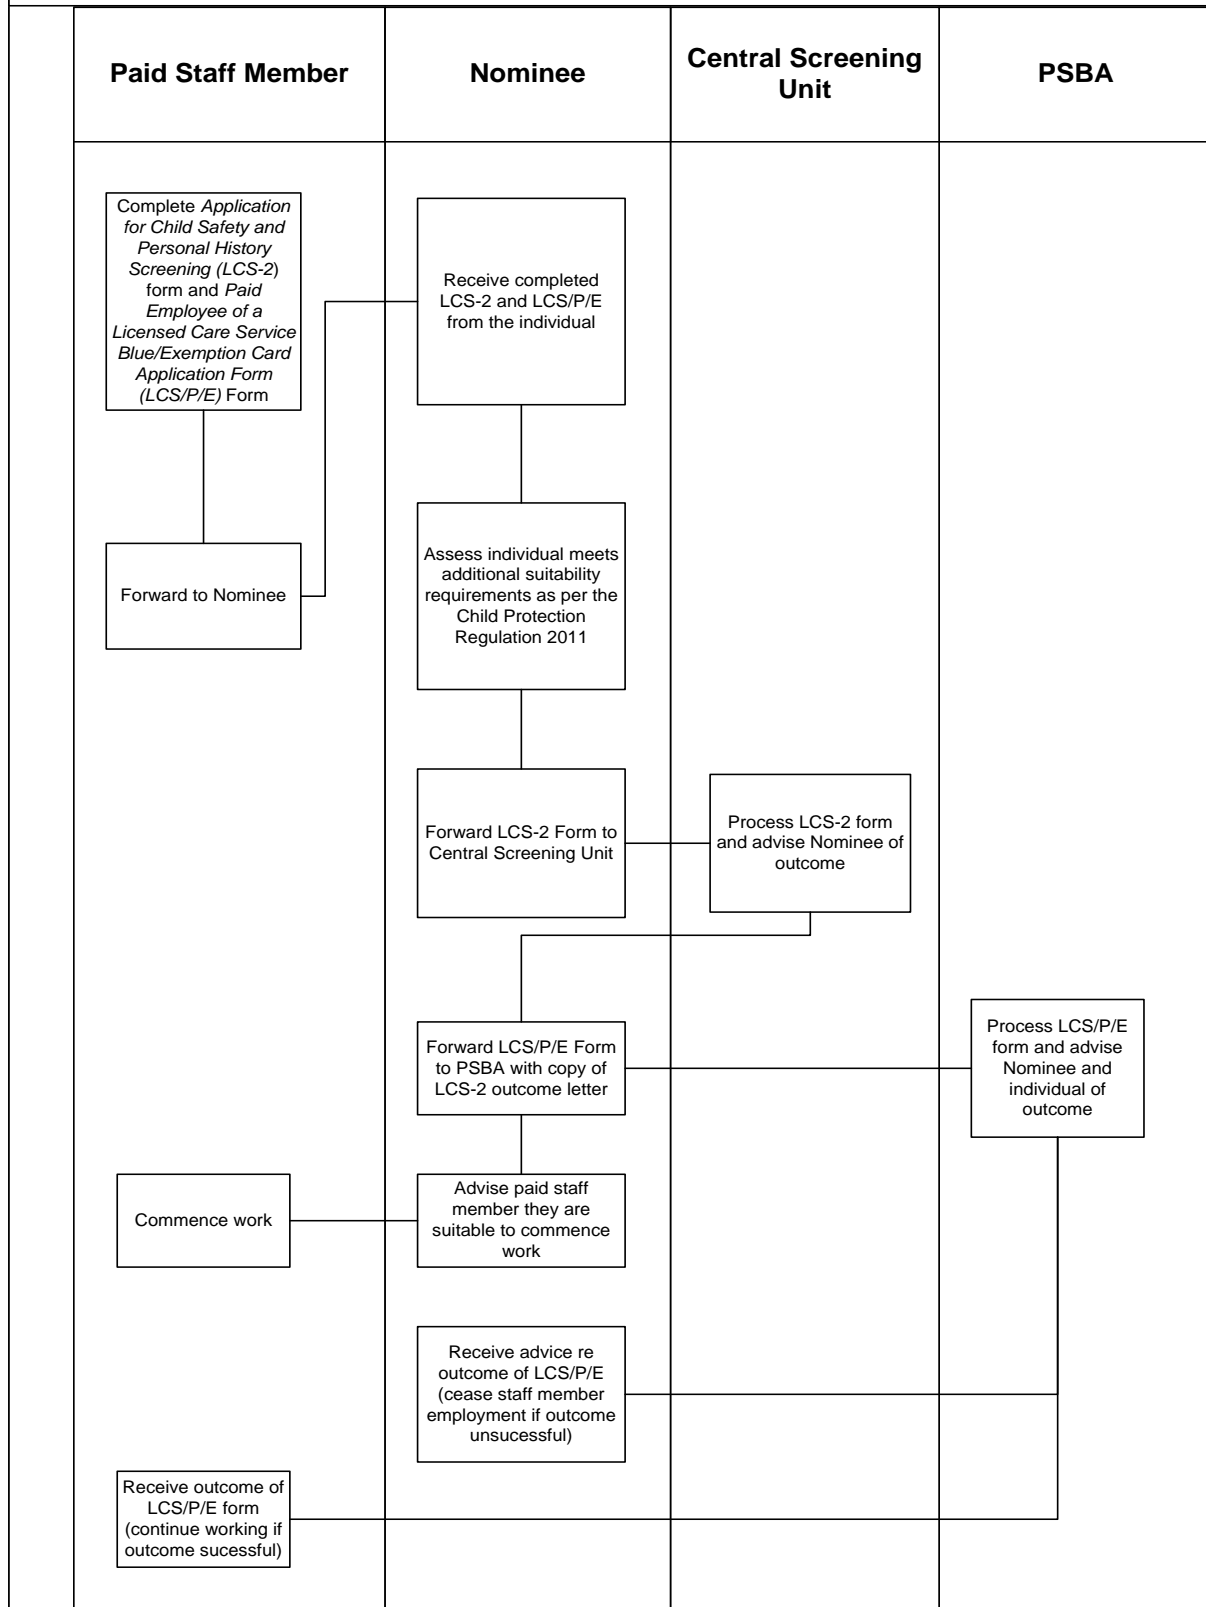 Paid Staff Member
Nominee
Central Screening
Unit
PSBA
Complete Application
for Child Safety and
Personal History
Screening (LCS-2)
form and Paid
Employee of a
Licensed Care Service
Blue/Exemption Card
Application Form
(LCS/P/E) Form
Receive completed
LCS-2 and LCS/P/E
from the individual
Forward to Nominee
Assess individual meets
additional suitability
requirements as per the
Child Protection
Regulation 2011
Forward LCS-2 Form to
Central Screening Unit
Process LCS-2 form
and advise Nominee of
outcome
Forward LCS/P/E Form
to PSBA with copy of
LCS-2 outcome letter
Process LCS/P/E
form and advise
Nominee and
individual of
outcome
Advise paid staff
member they are
suitable to commence
work
Commence work
Receive advice re
outcome of LCS/P/E
(cease staff member
employment if outcome
unsucessful)
Receive outcome of
LCS/P/E form
(continue working if
outcome sucessful)